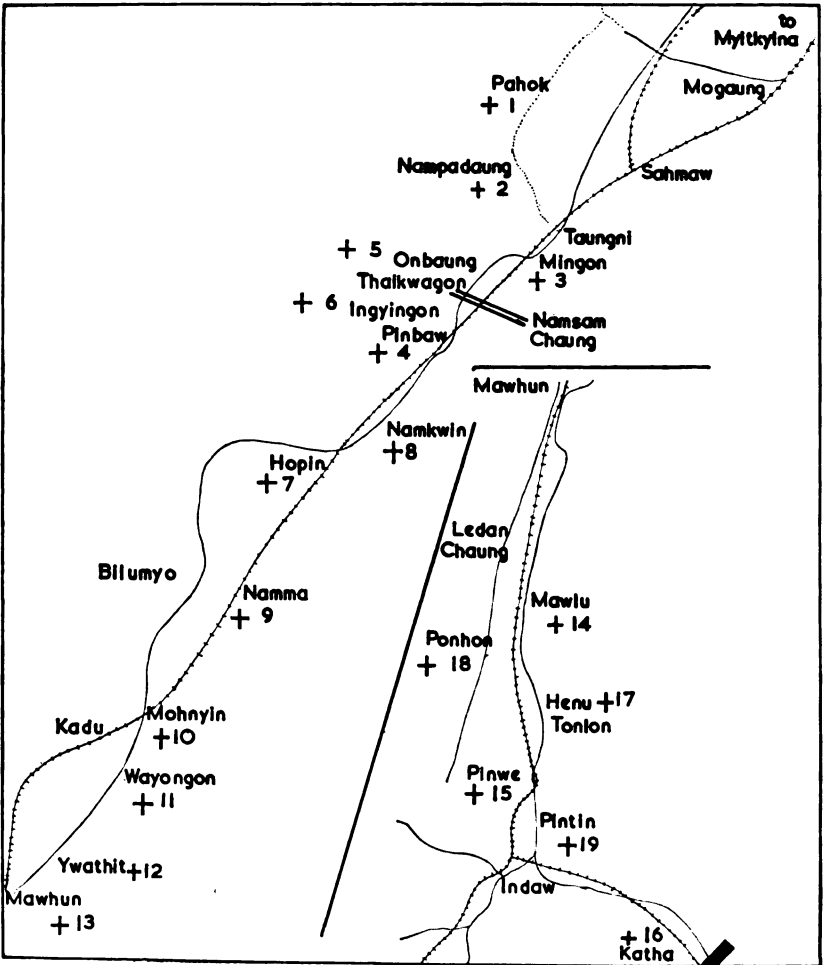 to
Myitkyina
Pahok
1
Mogaung
Nampadaung
2
Sahmaw
Taungni
5
Onbaung
Mingon
3
Thaikwagon
6
Ingyingon
Namsam
Chaung
Pinbaw
4
Mawhun
Namkwin
8
Hopin
7
Ledan
Chaung
Bilumyo
Namma
9
Mawlu
14
Ponhon
18
Henu
17
Tonlon
Mohnyin
10
Kadu
Wayongon
11
Pinwe
15
Pintin
19
Ywathit
12
Indaw
Mawhun
13
16
Katha